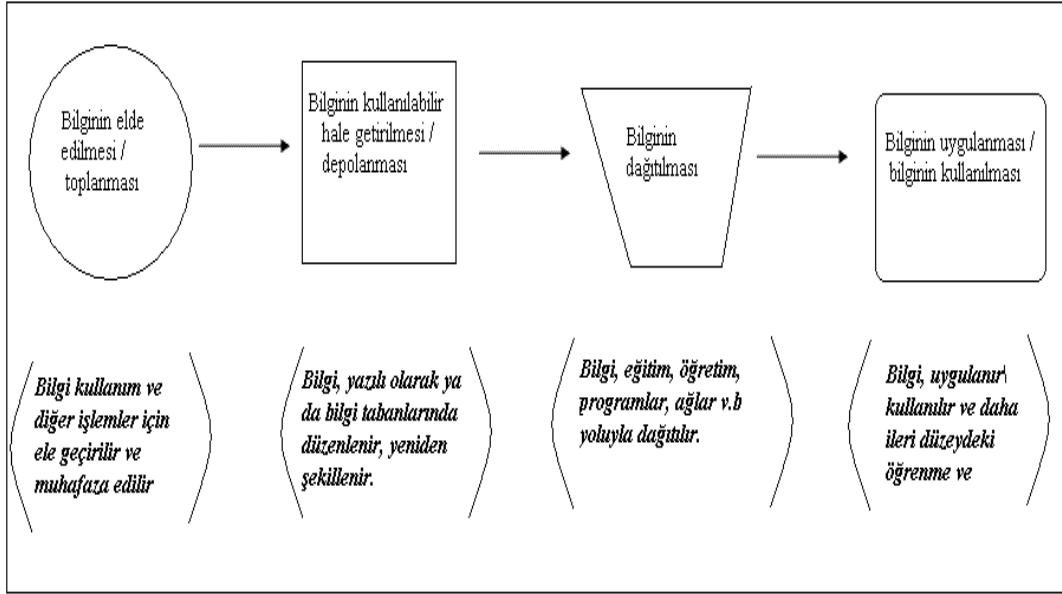 Bilginin elde
edilmesi /
toplanması
Bilginin kullanılabilir
hale getirilmesi /
depolanması
Bilginin
dağıtılması
Bilginin uygulanması /
bilginin kullanılması
Bilgi kullanım ve
diğer işlemler için
ele geçirilir ve
muhafaza edilir
Bilgi, yazılı olarak ya
da bilgi tabanlarında
düzenlenir, yeniden
şekillenir.
Bilgi, eğitim, öğretim,
programlar, ağlar v.b
yoluyla dağıtılır.
Bilgi, uygulanır\
kullanılır ve daha
ileri düzeydeki
öğrenme ve